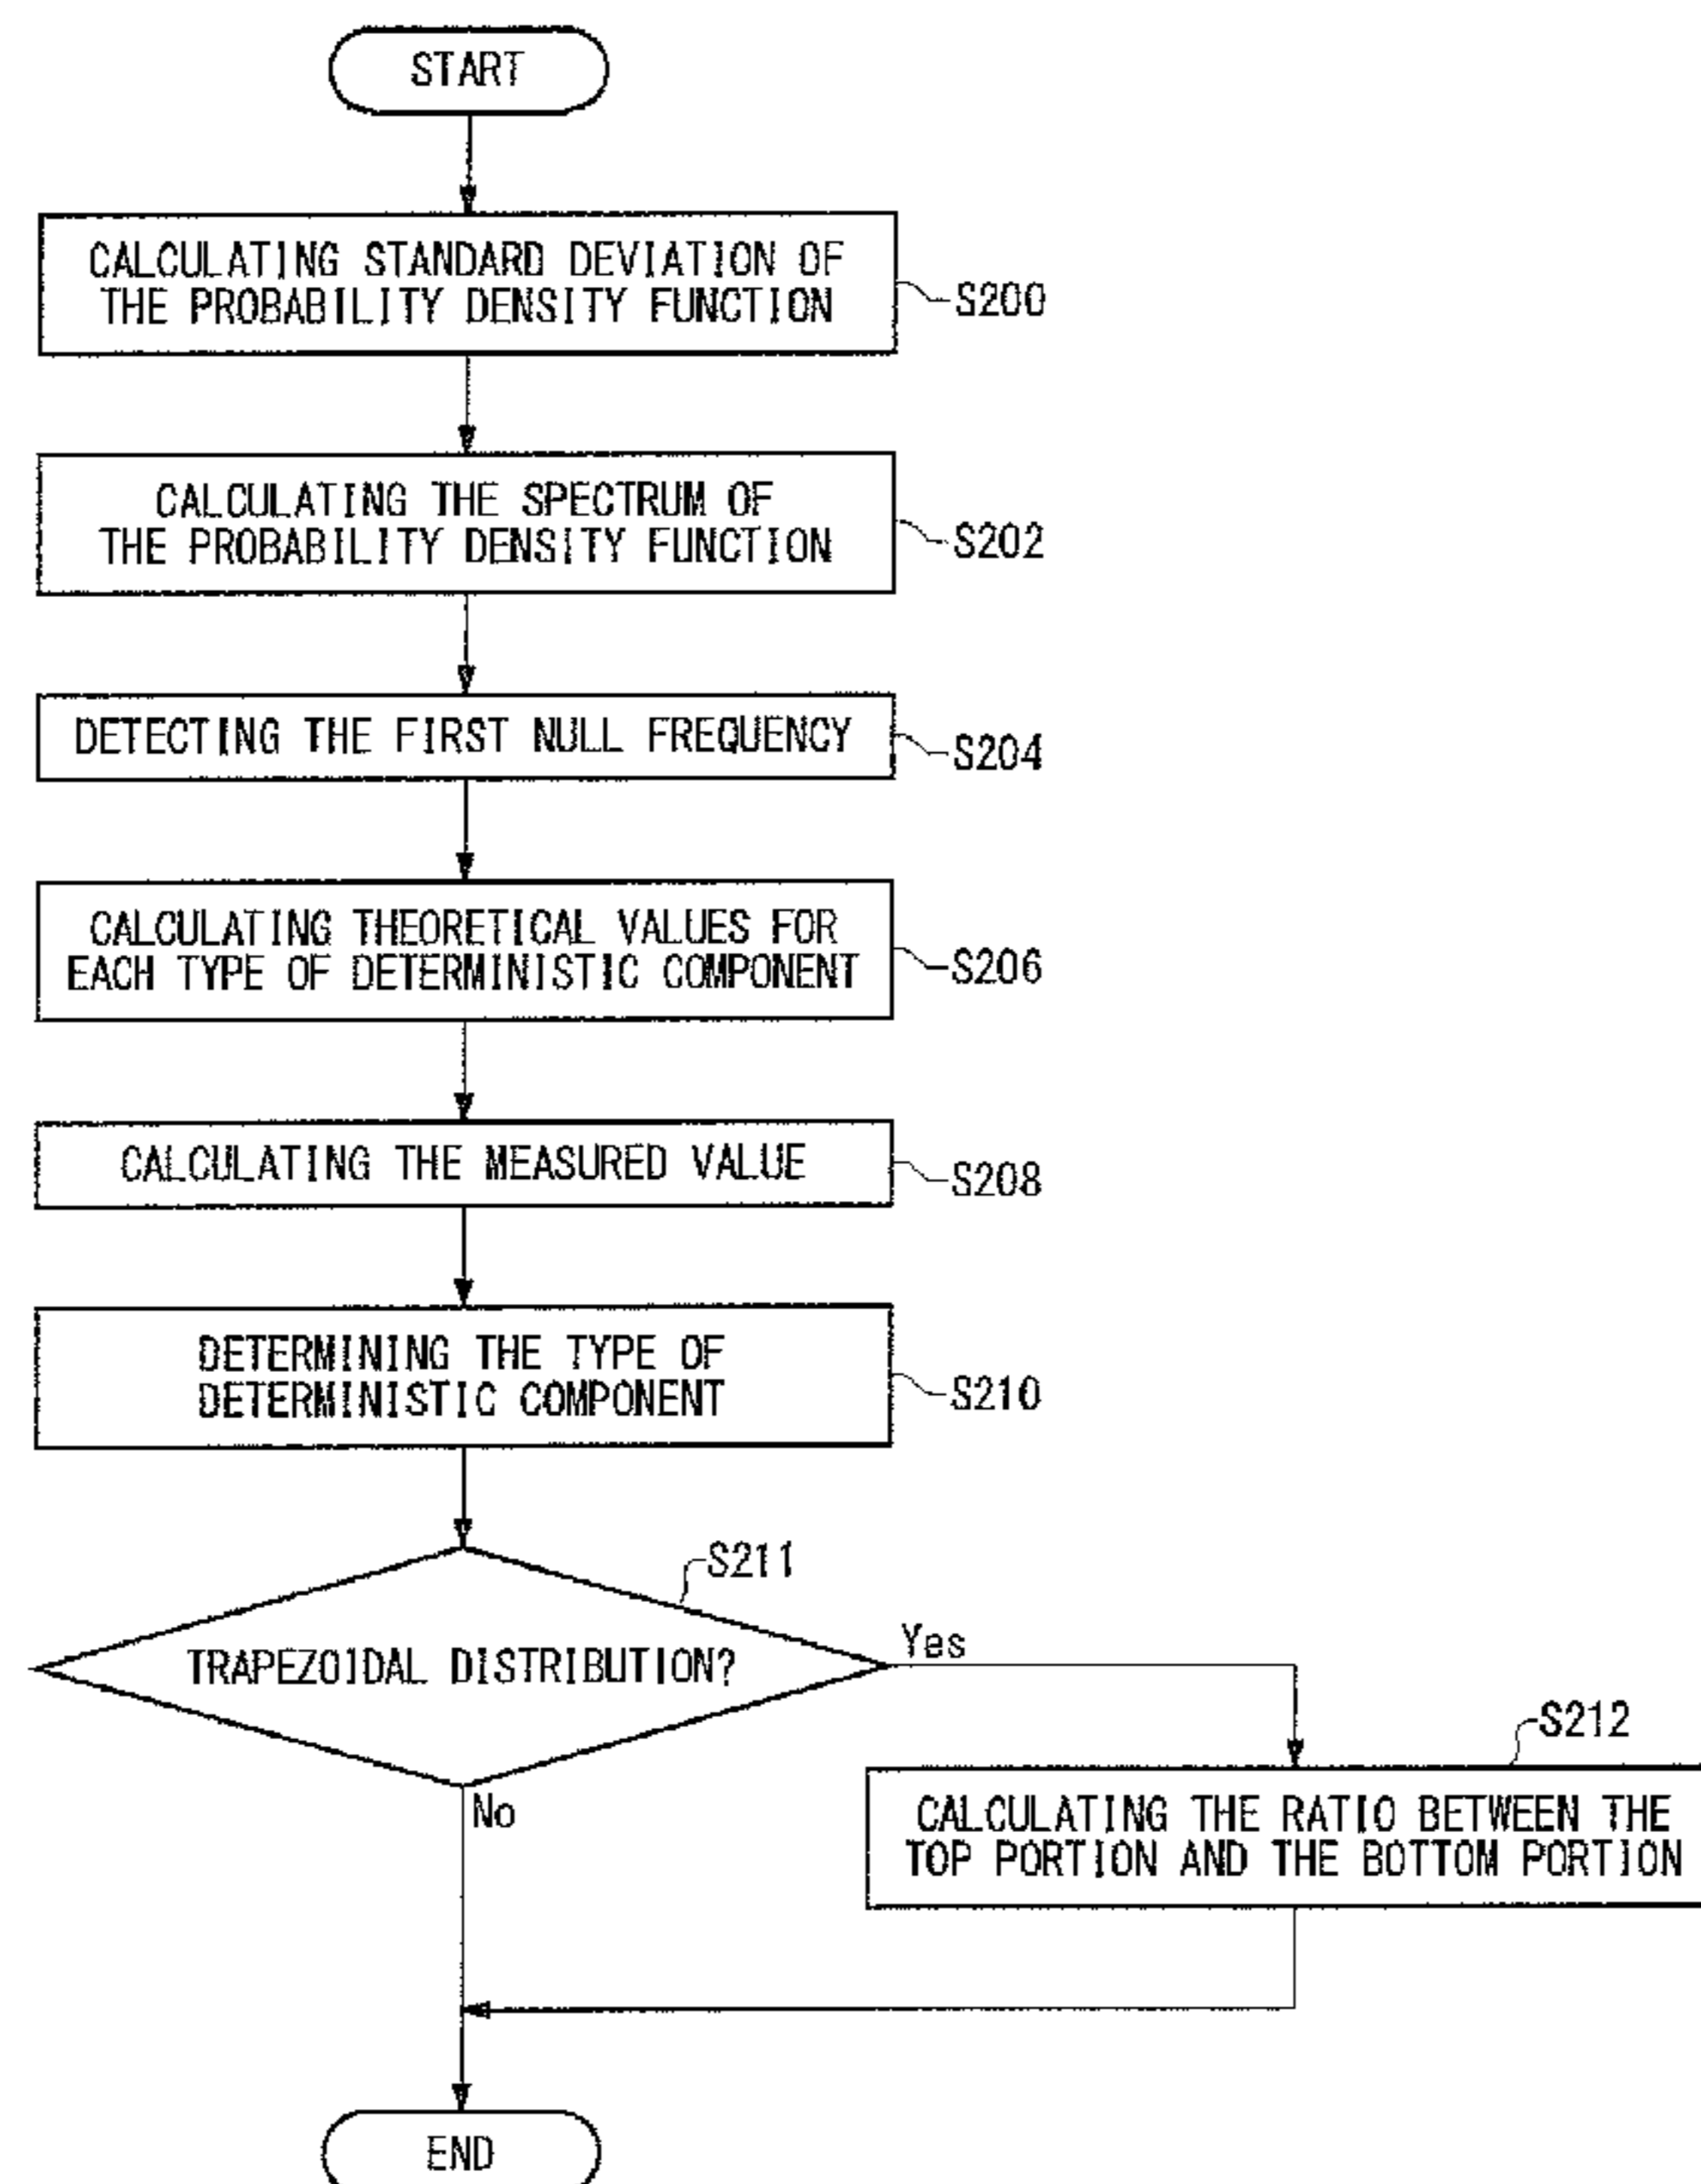 START
CALCULATING STANDARD DEVIATION OF
THE PROBABILITY DENSITY FUNCTION
S200
CALCULATING THE SPECTRUM OF
THE PROBABILITY DENSITY FUNCTION
S202
DETECTING THE FIRST NULL FREQUENCY
S204
CALCULATING THEORETICAL VALUES FOR
EACH TYPE OF DETERMINISTIC COMPONENT
S206
CALCULATING THE MEASURED VALUE
S208
DETERMINING THE TYPE OF
DETERMINISTIC COMPONENT
S210
S211
TRAPEZOIDAL DISTRIBUTION?
Yes
S212
No
CALCULATING THE RATIO BETWEEN THE
TOP PORTION AND THE BOTTOM PORTION
END